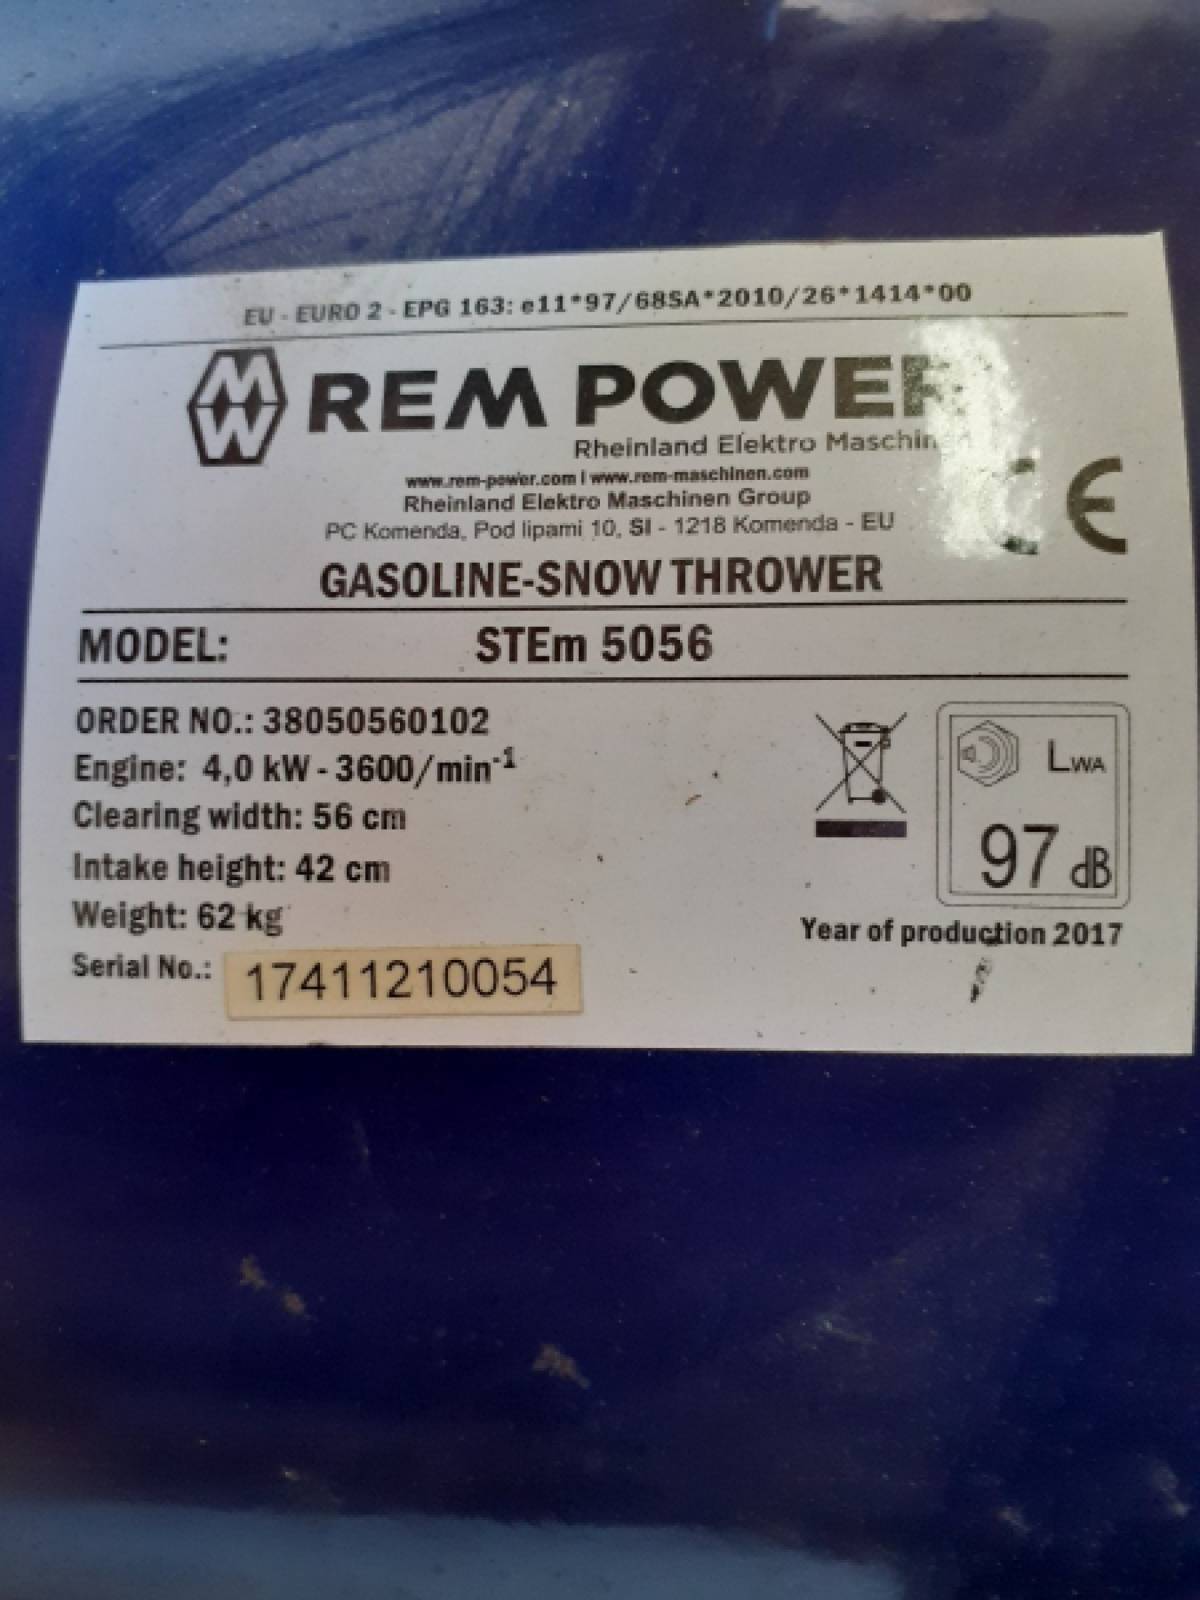 EU - EURO 2 - EPG 163: e11*97/68SA*2010/26*1414*00
REM POWER
Rheinland Elektro Maschinen
www.rem-power.com I www.rem-maschinen.com
Rheinland Elektro Maschinen Group
PC Komenda, Pod lipami 10, SI - 1218 Komenda - EU
CE
GASOLINE-SNOW THROWER
MODEL: STEm 5056
ORDER NO.: 38050560102
Engine: 4,0 kW - 3600/min⁻¹
Clearing width: 56 cm
Intake height: 42 cm
Weight: 62 kg
Serial No.: 17411210054
LWA
97 dB
Year of production 2017